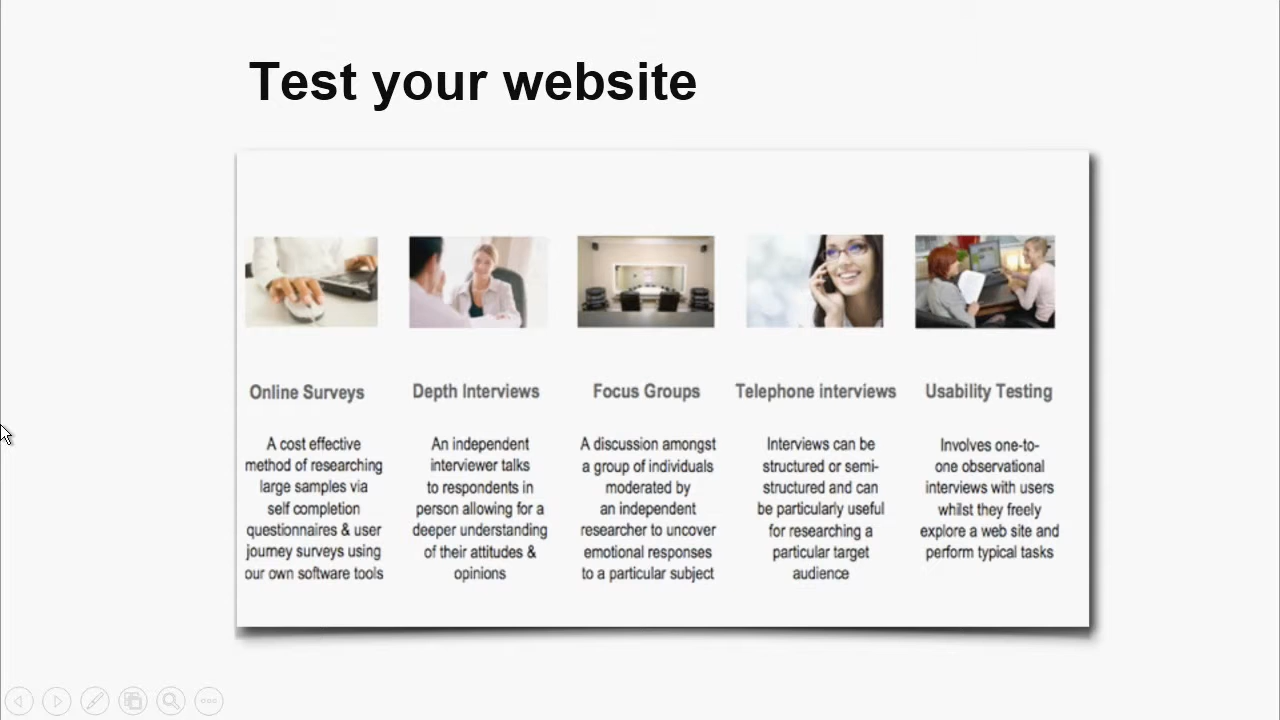 Test your website
Online Surveys
A cost effective
method of researching
large samples via
self completion
questionnaires & user
journey surveys using
our own software tools
Depth Interviews
An independent
interviewer talks
to respondents in
person allowing for a
deeper understanding
of their attitudes &
opinions
Focus Groups
A discussion amongst
a group of individuals
moderated by
an independent
researcher to uncover
emotional responses
to a particular subject
Telephone interviews
Interviews can be
structured or semi-
structured and can
be particularly useful
for researching a
particular target
audience
Usability Testing
Involves one-to-
one observational
interviews with users
whilst they freely
explore a web site and
perform typical tasks